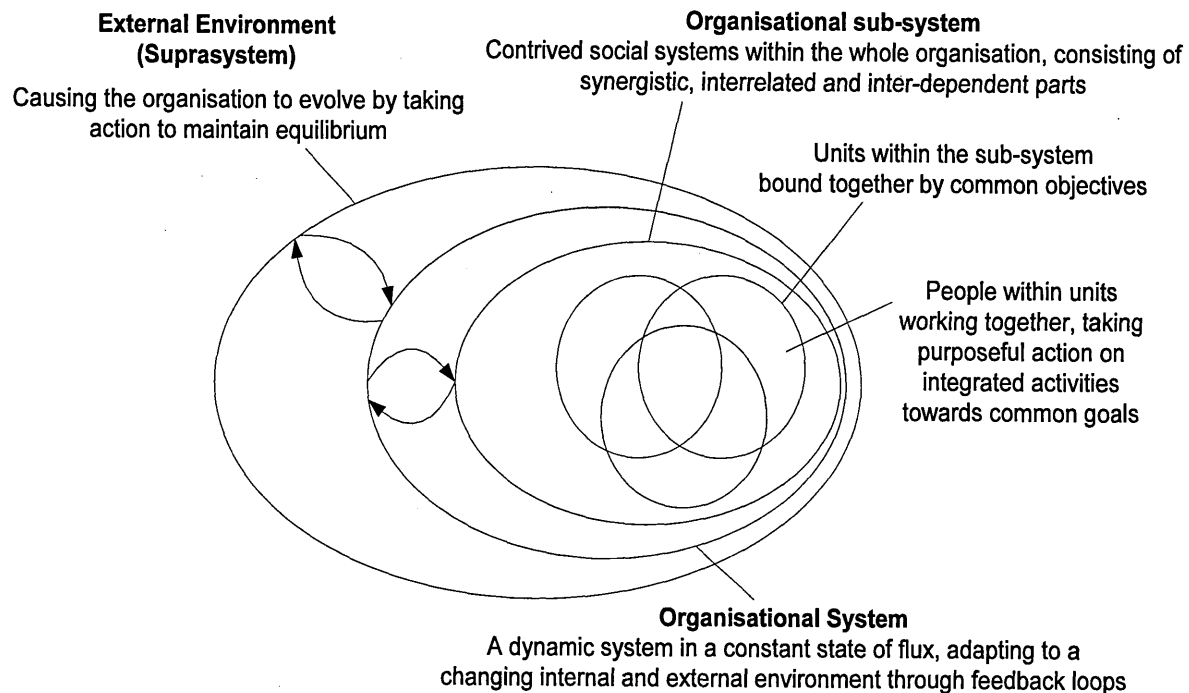 External Environment
(Suprasystem)
Causing the organisation to evolve by taking
action to maintain equilibrium
Organisational sub-system
Contrived social systems within the whole organisation, consisting of
synergistic, interrelated and inter-dependent parts
Units within the sub-system
bound together by common objectives
People within units
working together, taking
purposeful action on
integrated activities
towards common goals
Organisational System
A dynamic system in a constant state of flux, adapting to a
changing internal and external environment through feedback loops